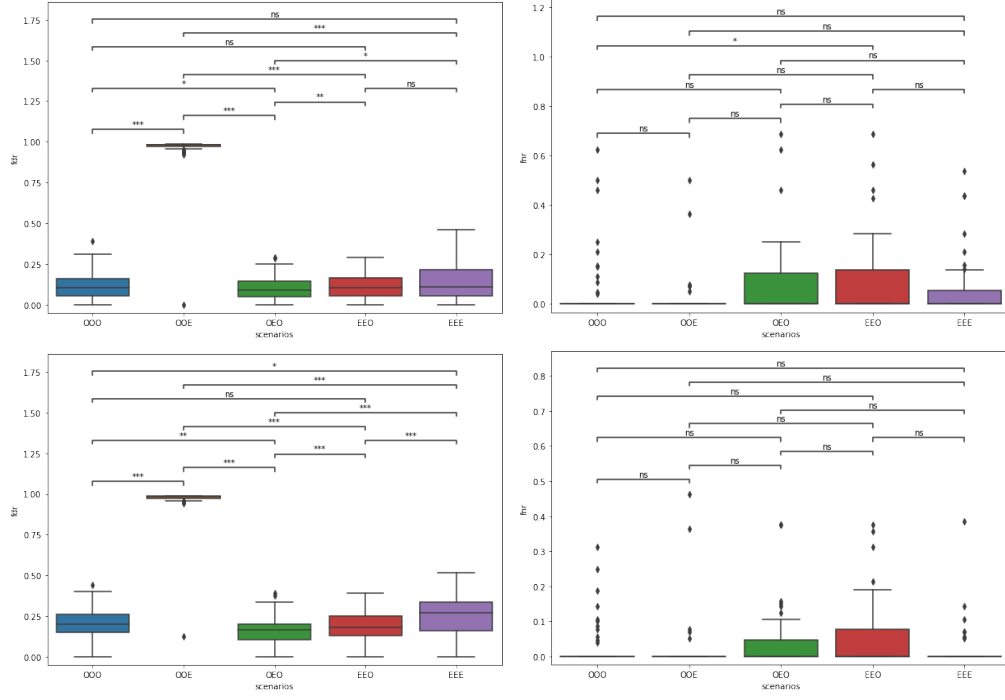 ns
***
ns
*
***
ns
*
**
***
***
1.75
1.50
1.25
1.00
0.75
0.50
0.25
0.00
fdr
OOO
OOE
OEO
EEO
EEE
scenarios
ns
ns
*
ns
ns
ns
ns
ns
ns
ns
1.2
1.0
0.8
0.6
0.4
0.2
0.0
fnr
OOO
OOE
OEO
EEO
EEE
scenarios
*
***
ns
***
***
**
***
***
***
***
1.75
1.50
1.25
1.00
0.75
0.50
0.25
0.00
fdr
OOO
OOE
OEO
EEO
EEE
scenarios
ns
ns
ns
ns
ns
ns
ns
ns
ns
ns
0.8
0.7
0.6
0.5
0.4
0.3
0.2
0.1
0.0
fnr
OOO
OOE
OEO
EEO
EEE
scenarios